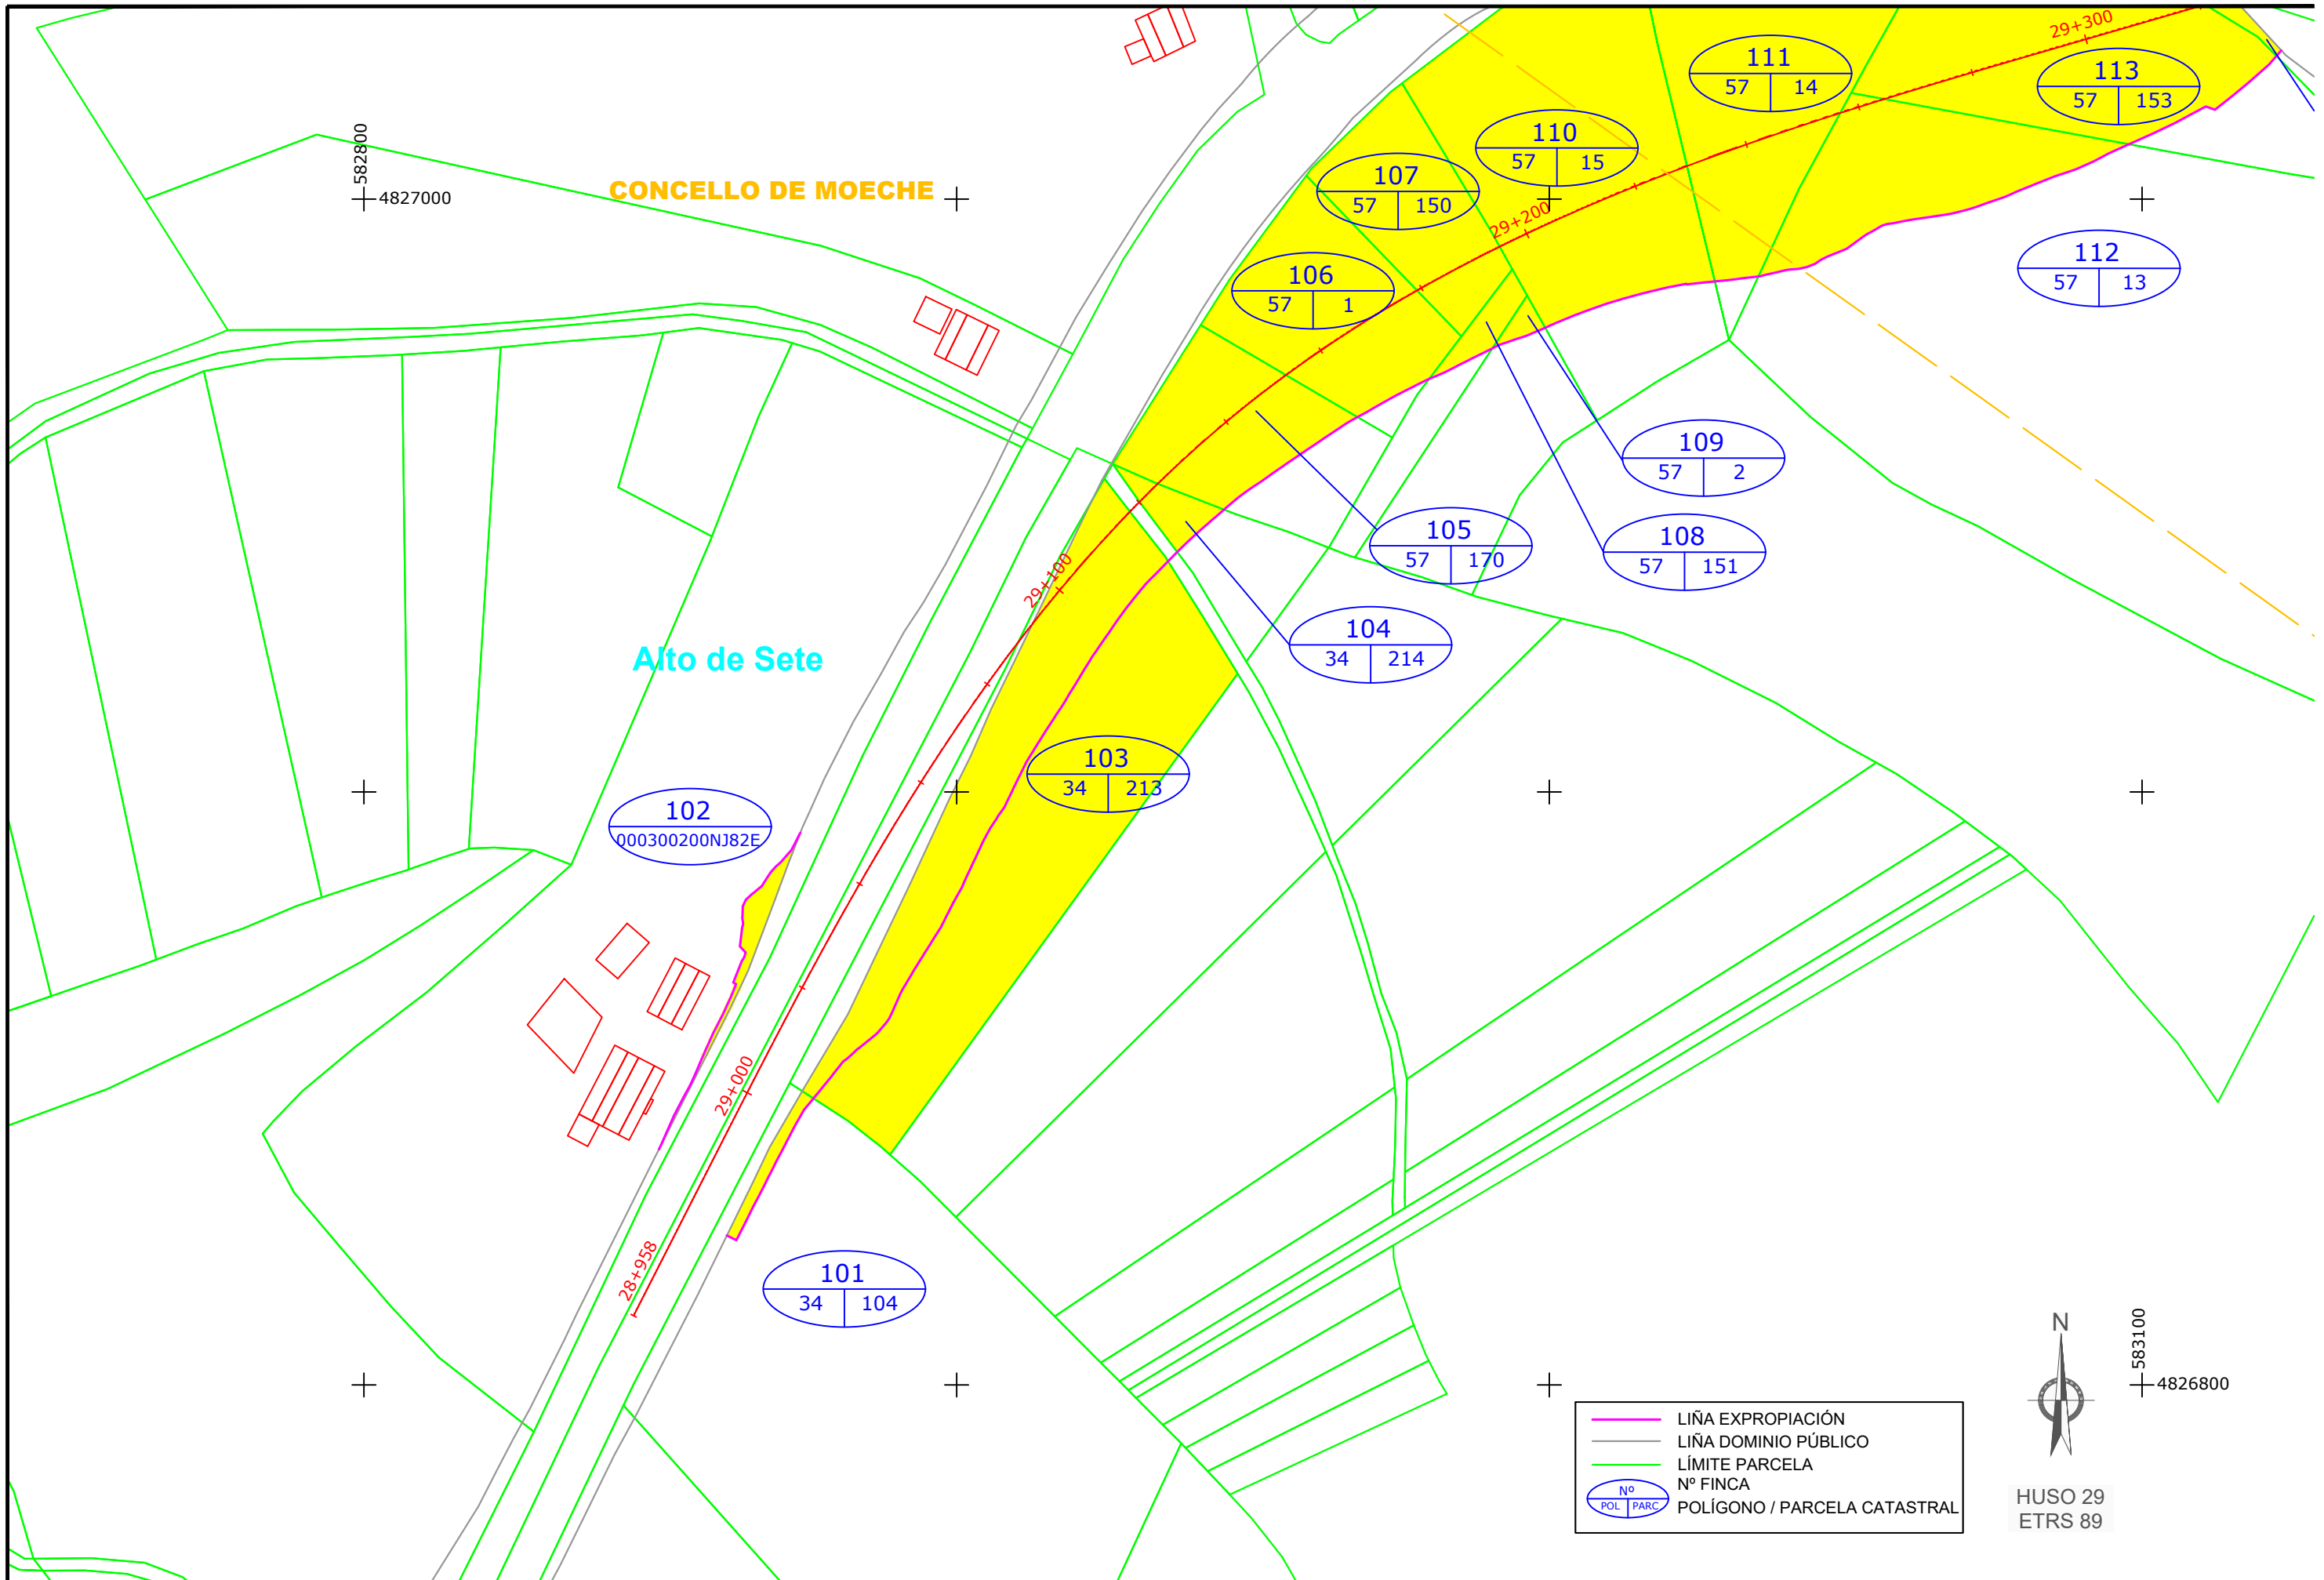 29+300
111
57 14
113
57 153
110
57 15
582800
4827000
CONCELLO DE MOECHE
107
57 150
29+200
112
57 13
106
57 1
109
57 2
105
57 170
108
57 151
29+100
104
34 214
Alto de Sete
103
34 213
102
000300200NJ82E
29+000
28+958
101
34 104
583100
4826800
N
LIÑA EXPROPIACIÓN
LIÑA DOMINIO PÚBLICO
LÍMITE PARCELA
Nº FINCA
Nº
POL PARC
POLÍGONO / PARCELA CATASTRAL
HUSO 29
ETRS 89